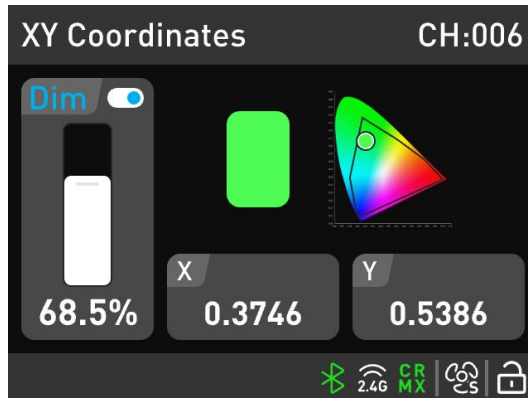 XY Coordinates
CH:006
Dim
68.5%
X
0.3746
Y
0.5386
2.4G
CR
MX
S